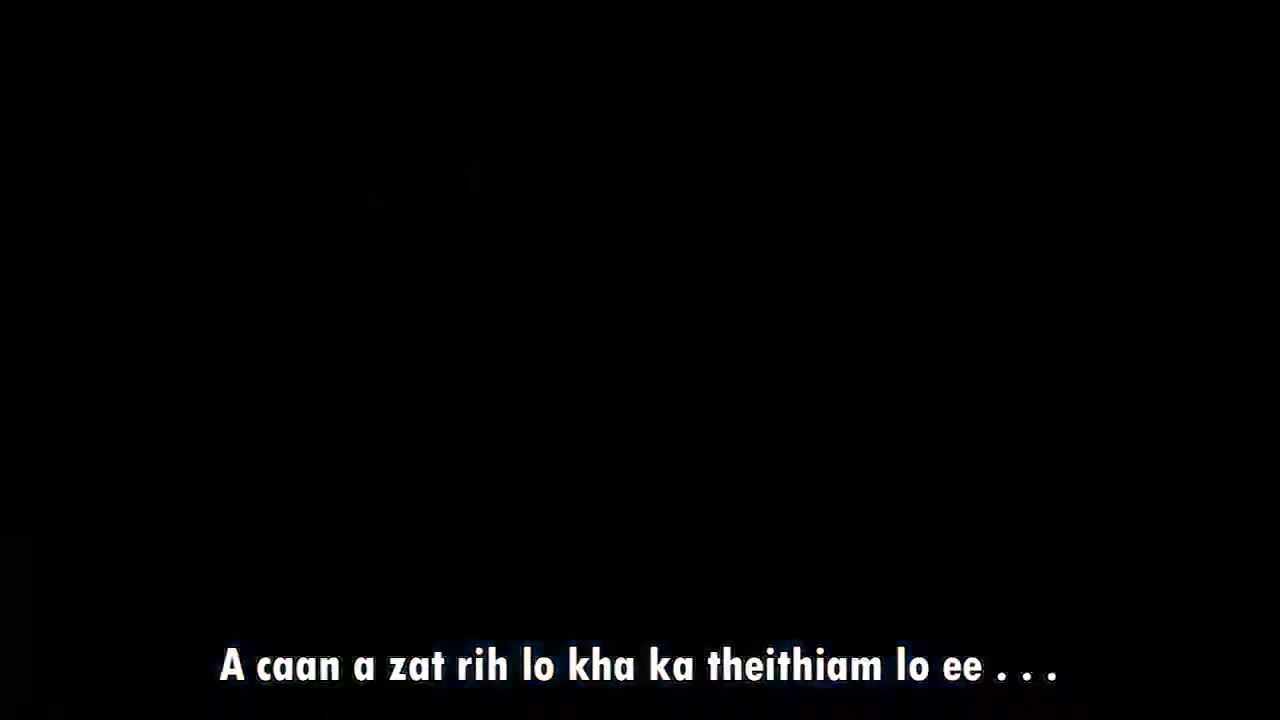 A caan a zat rih lo kha ka theithiam lo ee . . .